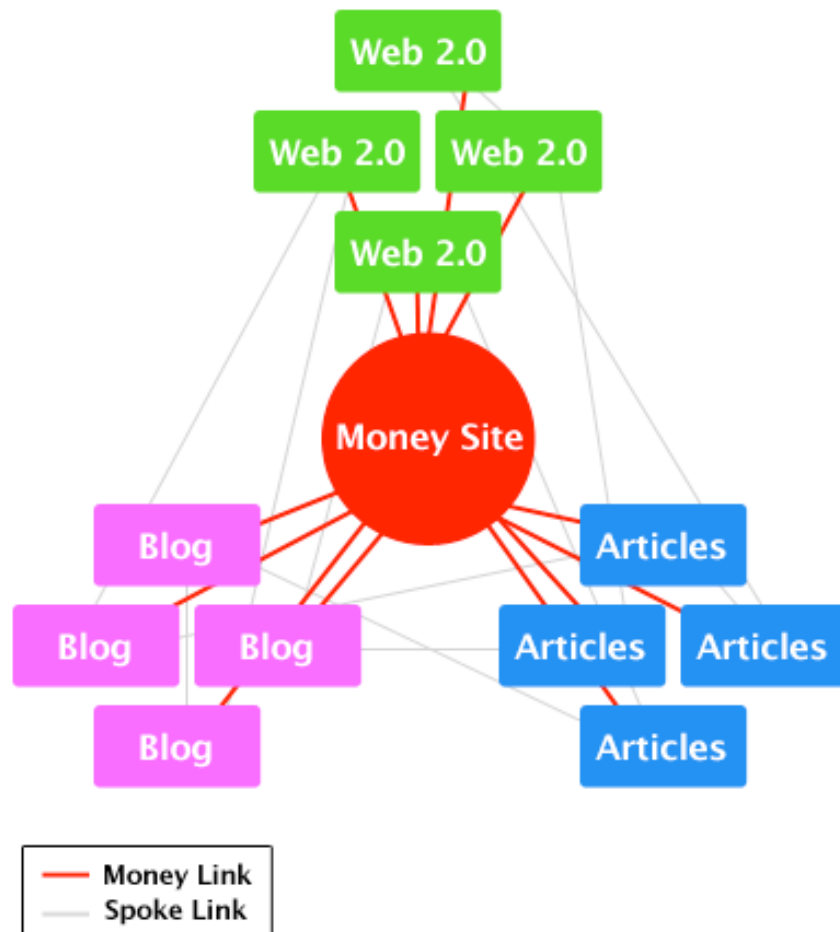 Web 2.0
Web 2.0 Web 2.0
Web 2.0
Money Site
Blog Articles
Blog Blog Articles Articles
Blog Articles
Money Link
Spoke Link